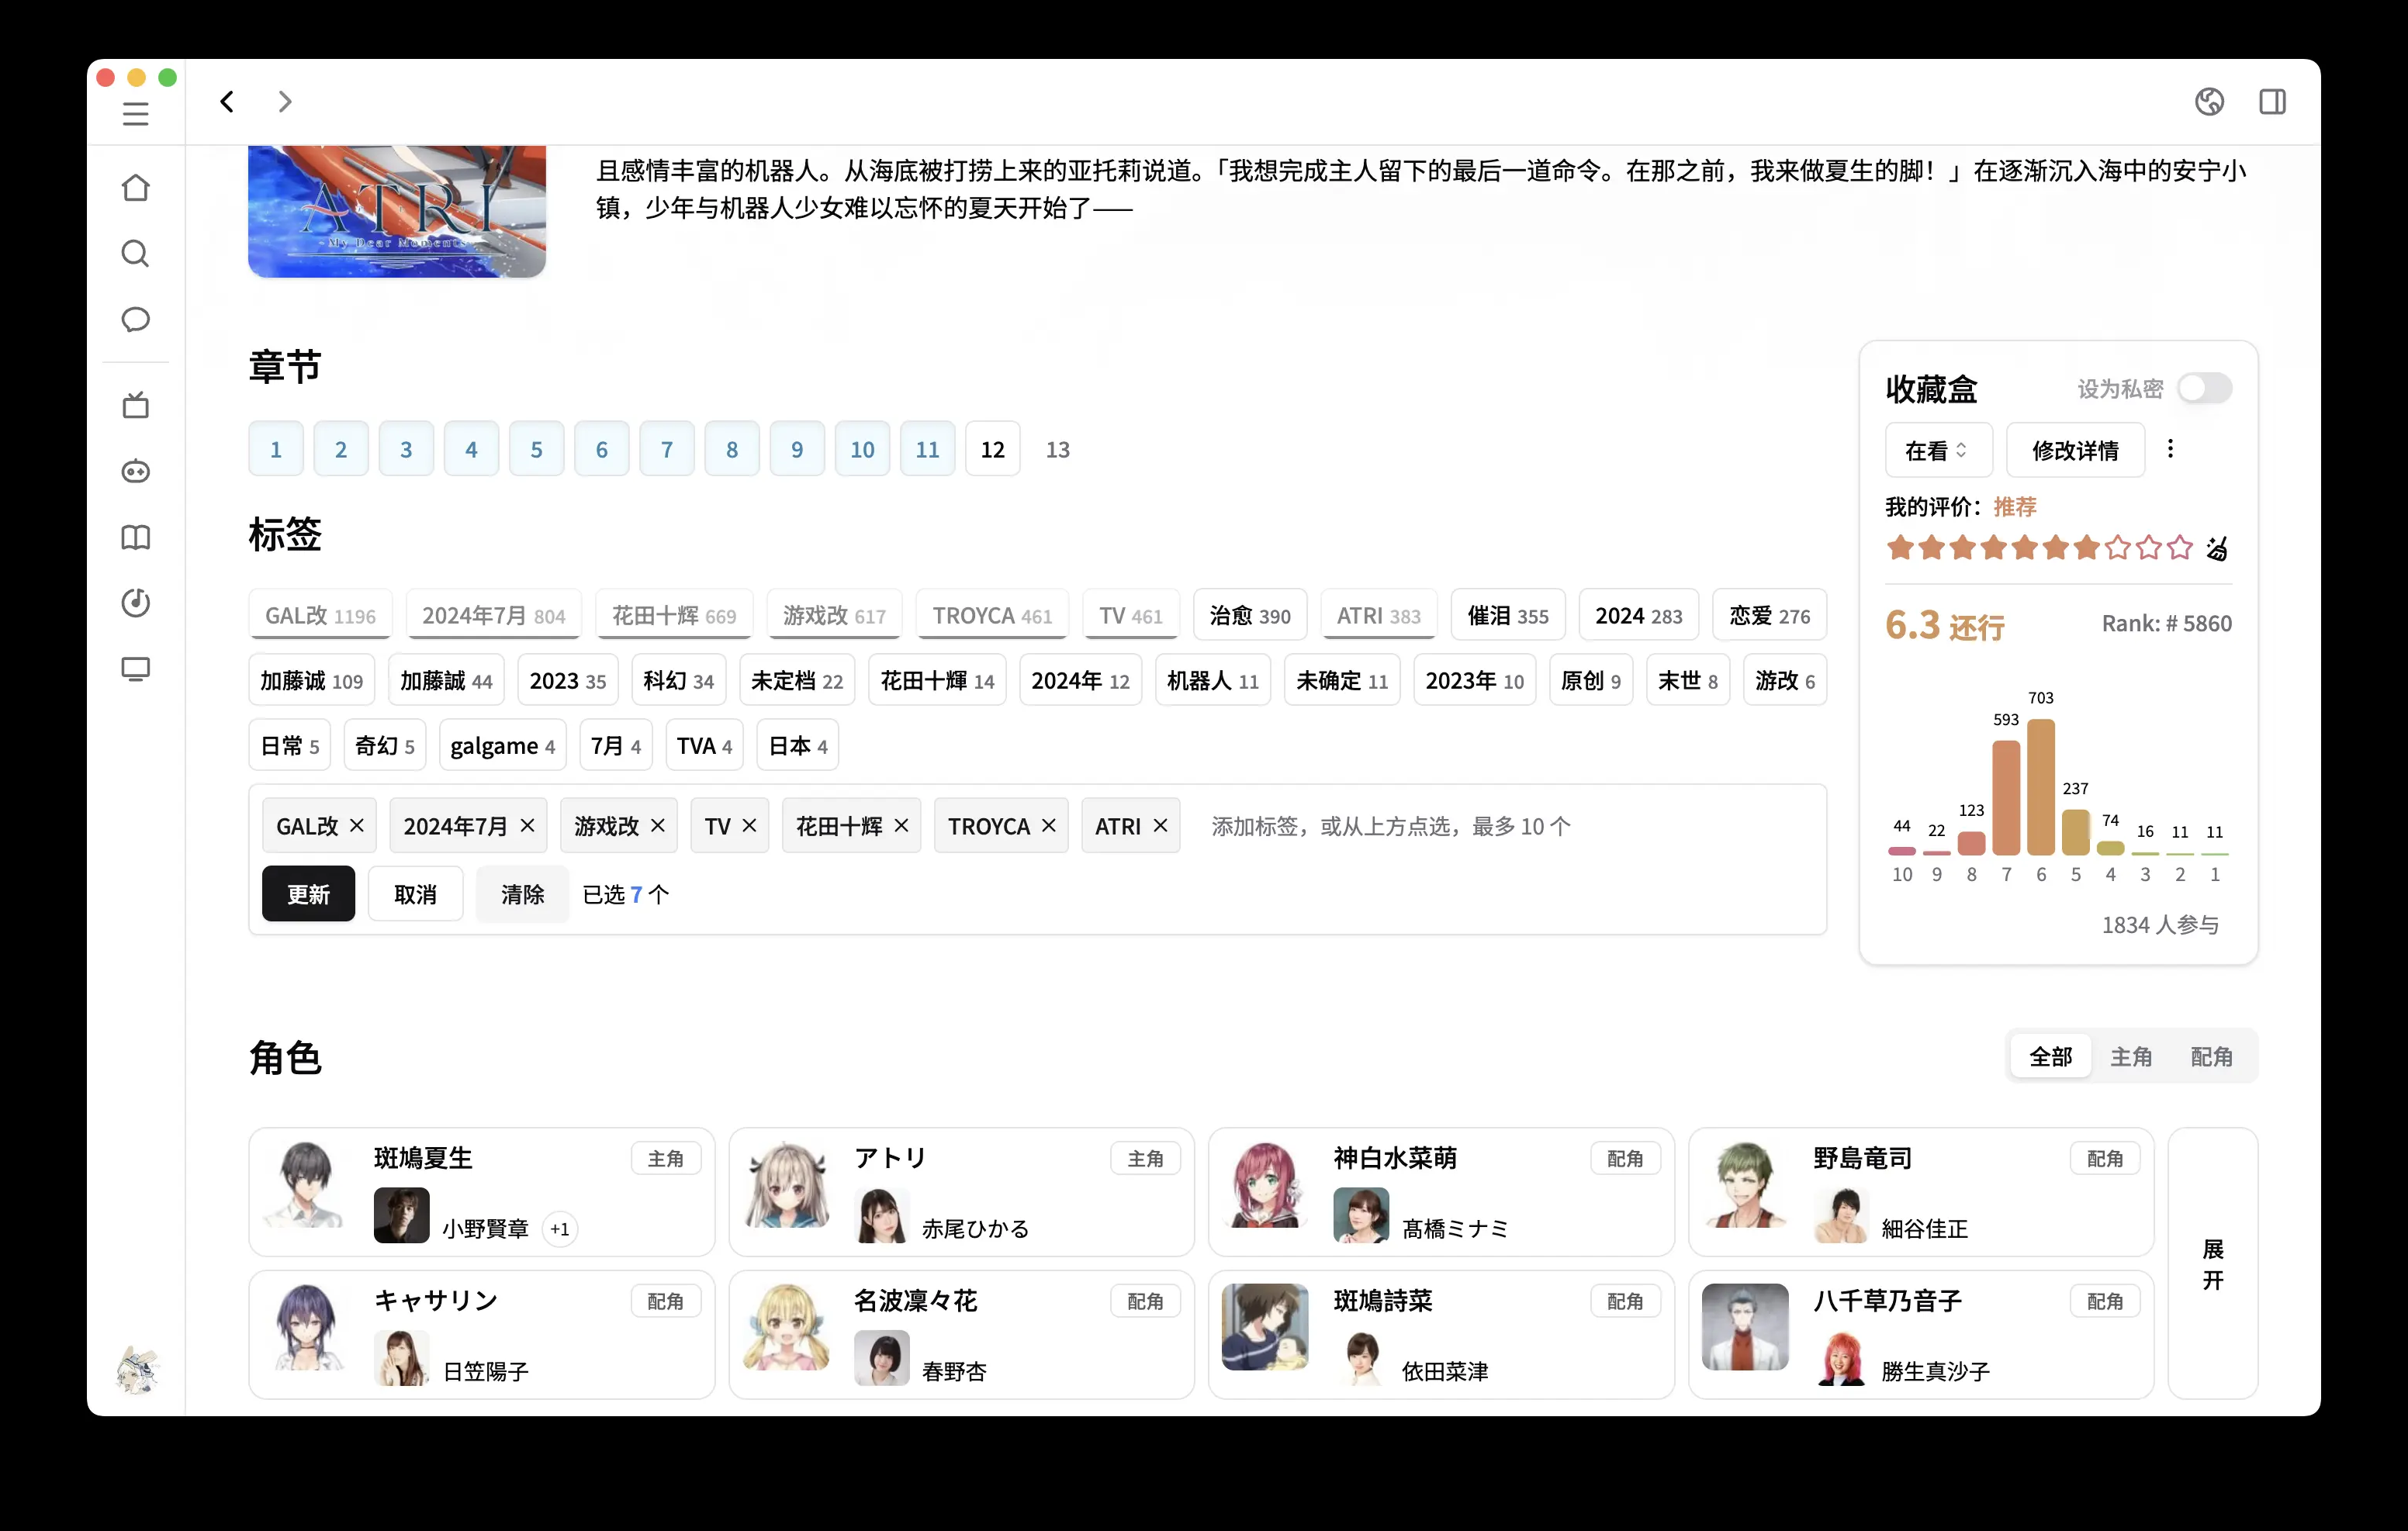 ATRI
-My Dear Moments-
且感情丰富的机器人。从海底被打捞上来的亚托莉说道。「我想完成主人留下的最后一道命令。在那之前，我来做夏生的脚！」在逐渐沉入海中的安宁小
镇，少年与机器人少女难以忘怀的夏天开始了——
章节
1 2 3 4 5 6 7 8 9 10 11 12 13
标签
GAL改 1196 2024年7月 804 花田十辉 669 游戏改 617 TROYCA 461 TV 461 治愈 390 ATRI 383 催泪 355 2024 283 恋爱 276
加藤诚 109 加藤誠 44 2023 35 科幻 34 未定档 22 花田十輝 14 2024年 12 机器人 11 未确定 11 2023年 10 原创 9 末世 8 游改 6
日常 5 奇幻 5 galgame 4 7月 4 TVA 4 日本 4
GAL改 2024年7月 游戏改 TV 花田十辉 TROYCA ATRI 添加标签，或从上方点选，最多 10 个
更新 取消 清除 已选 7 个
收藏盒 设为私密
在看 修改详情
我的评价：推荐
6.3 还行 Rank: # 5860
44 22 123 593 703 237 74 16 11 11
10 9 8 7 6 5 4 3 2 1
1834 人参与
角色 全部 主角 配角
斑鳩夏生 主角
小野賢章 +1
アトリ 主角
赤尾ひかる
神白水菜萌 配角
髙橋ミナミ
野島竜司 配角
細谷佳正
キャサリン 配角
日笠陽子
名波凜々花 配角
春野杏
斑鳩詩菜 配角
依田菜津
八千草乃音子 配角
勝生真沙子
展
开